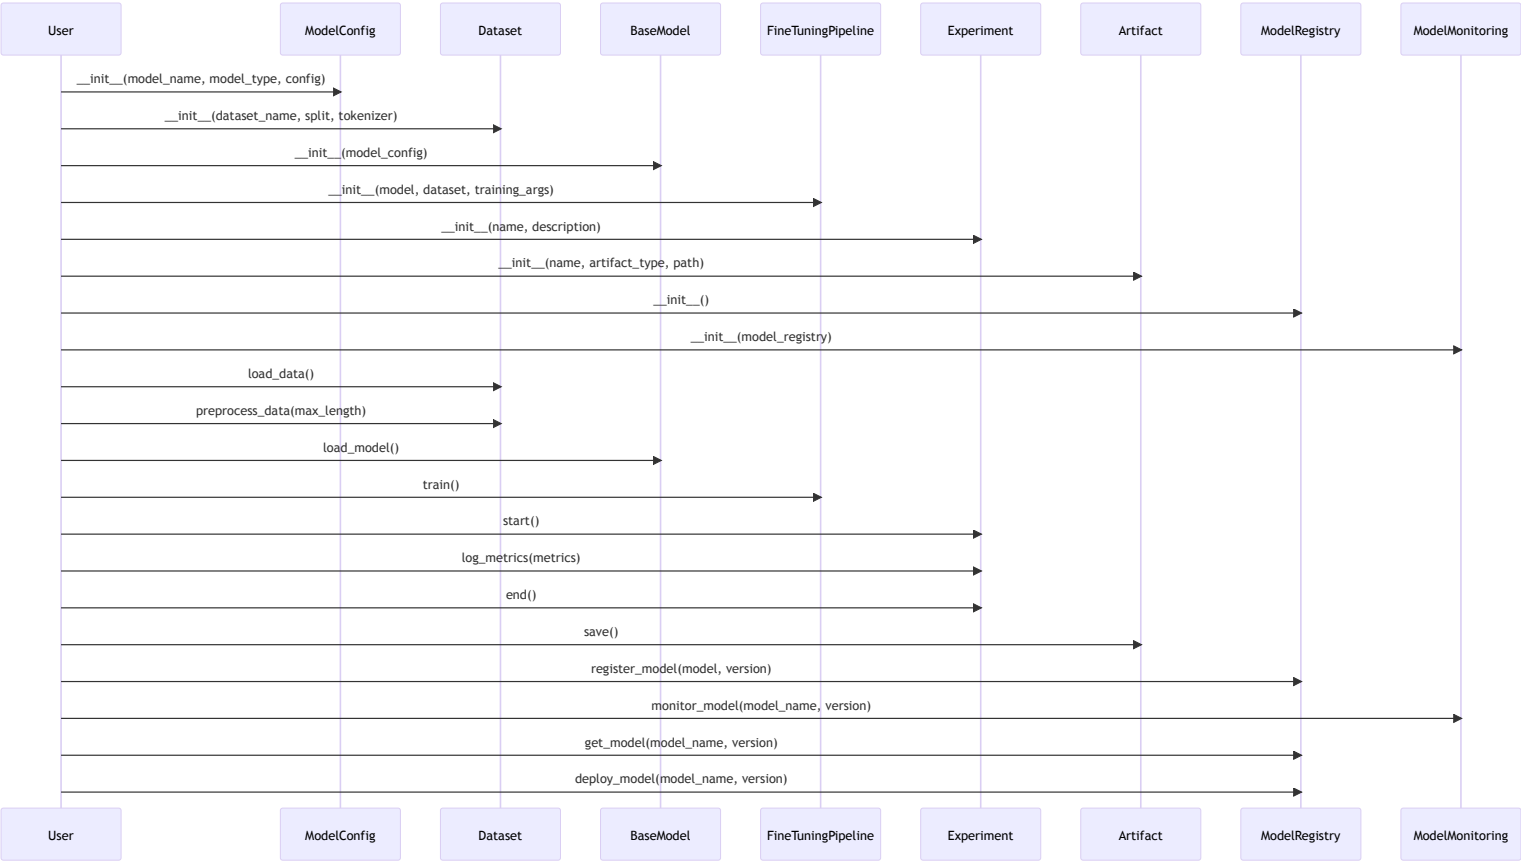 User ModelConfig Dataset BaseModel FineTuningPipeline Experiment Artifact ModelRegistry ModelMonitoring
__init__(model_name, model_type, config)
__init__(dataset_name, split, tokenizer)
__init__(model_config)
__init__(model, dataset, training_args)
__init__(name, description)
__init__(name, artifact_type, path)
__init__()
__init__(model_registry)
load_data()
preprocess_data(max_length)
load_model()
train()
start()
log_metrics(metrics)
end()
save()
register_model(model, version)
monitor_model(model_name, version)
get_model(model_name, version)
deploy_model(model_name, version)
User ModelConfig Dataset BaseModel FineTuningPipeline Experiment Artifact ModelRegistry ModelMonitoring